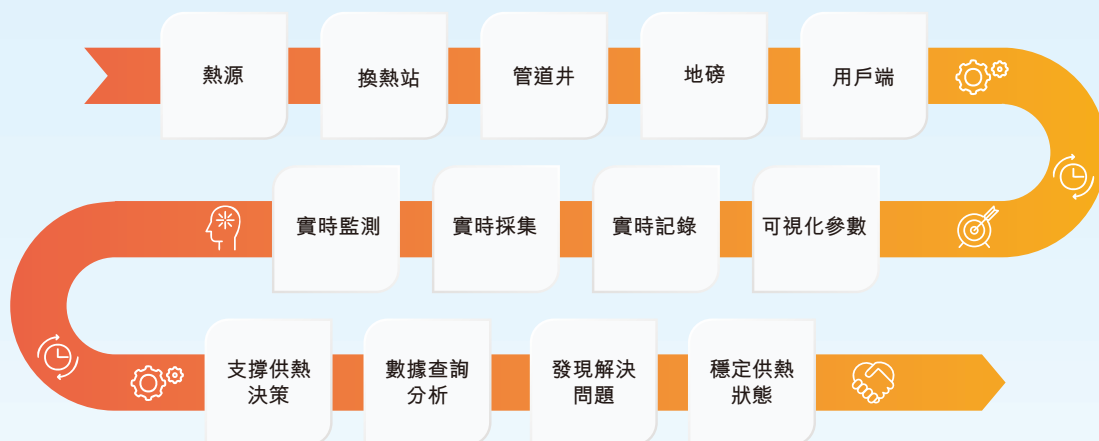 熱源
換熱站
管道井
地磅
用戶端
實時監測
實時採集
實時記錄
可視化參數
支撐供熱
決策
數據查詢
分析
發現解決
問題
穩定供熱
狀態